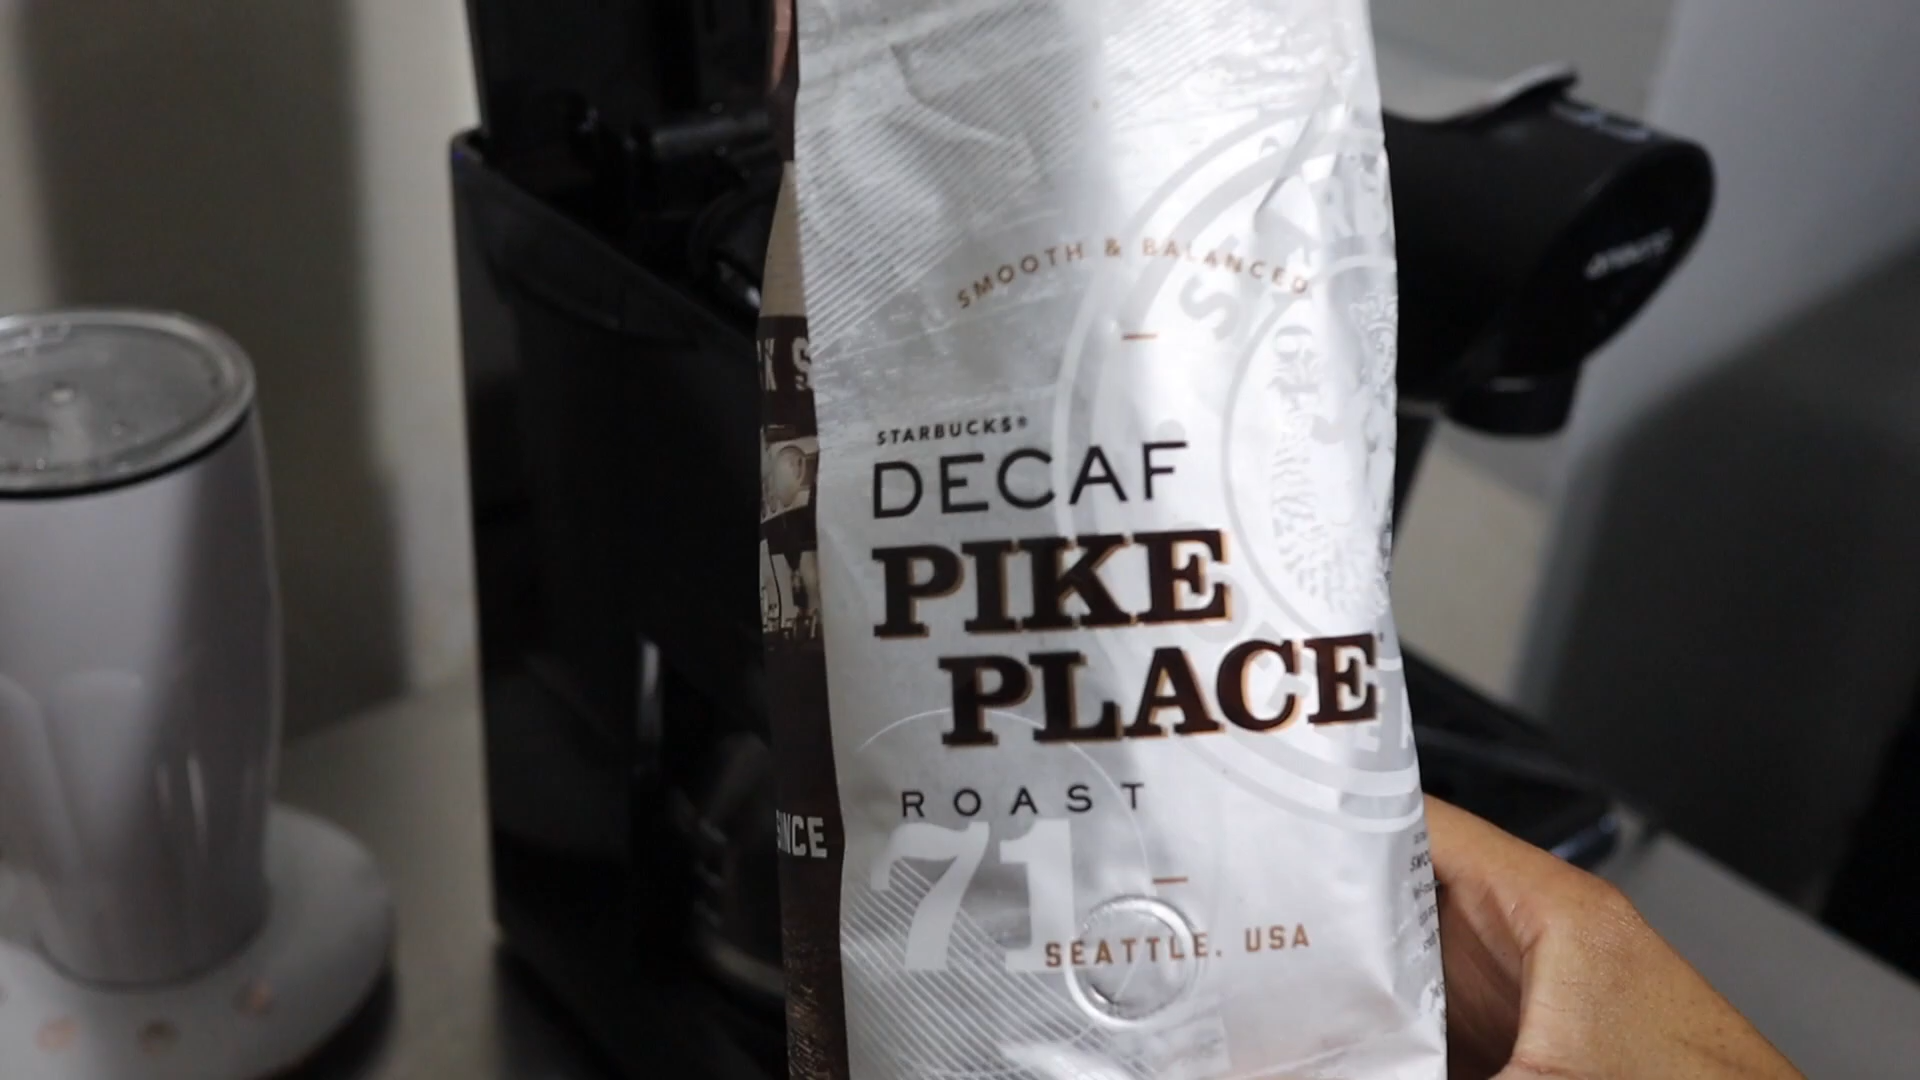 SMOOTH & BALANCED
STARBUCKS®
DECAF
PIKE
PLACE
ROAST
71
SEATTLE, USA
SINCE